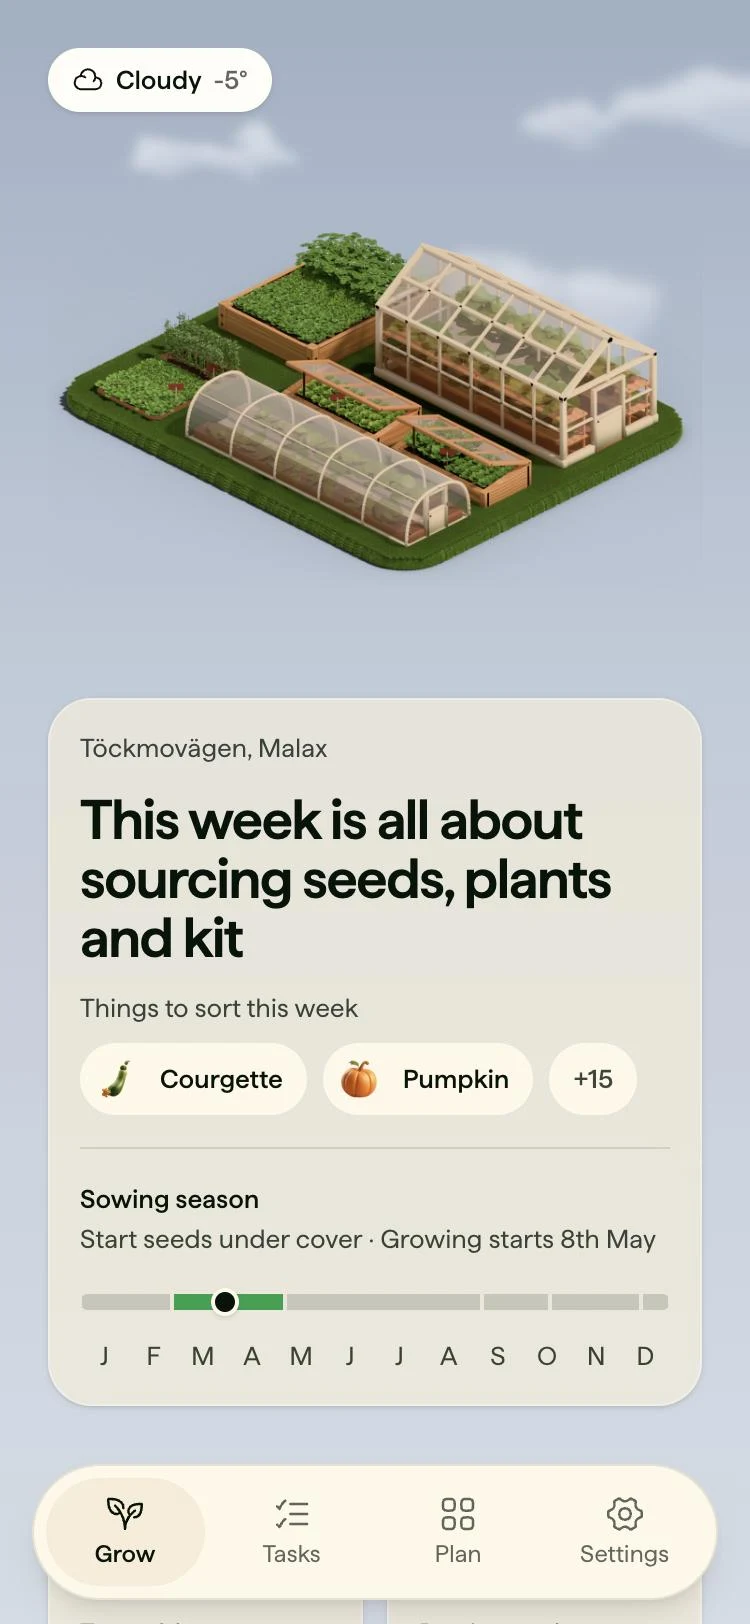 Cloudy -5°
Töckmovägen, Malax
This week is all about
sourcing seeds, plants
and kit
Things to sort this week
Courgette Pumpkin +15
Sowing season
Start seeds under cover · Growing starts 8th May
J F M A M J J A S O N D
Grow Tasks Plan Settings